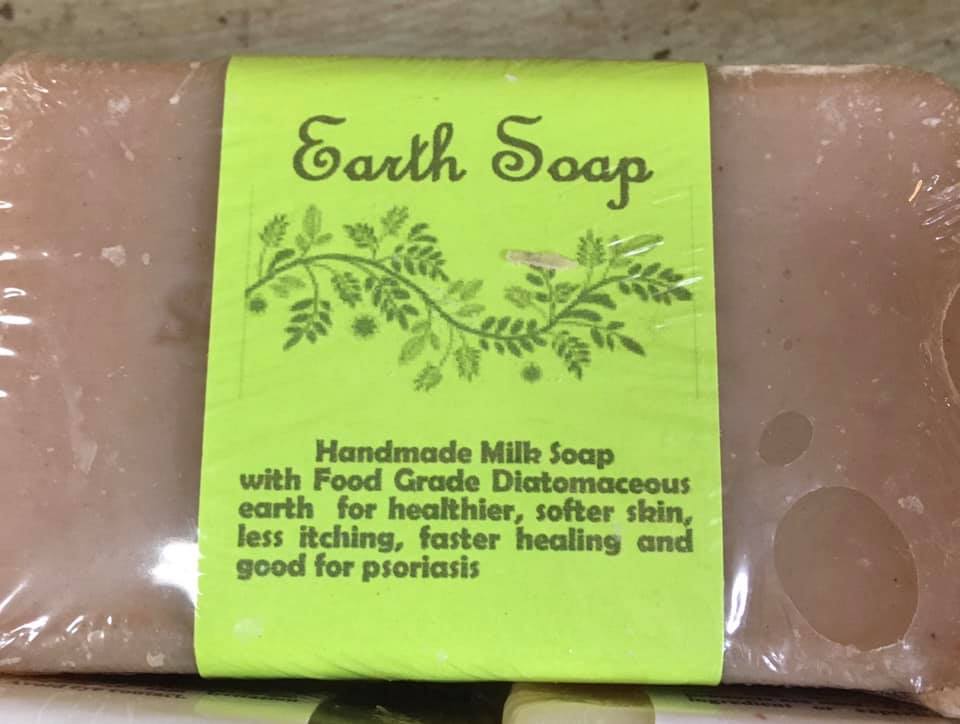 Earth Soap
Handmade Milk Soap
with Food Grade Diatomaceous
earth for healthier, softer skin,
less itching, faster healing and
good for psoriasis